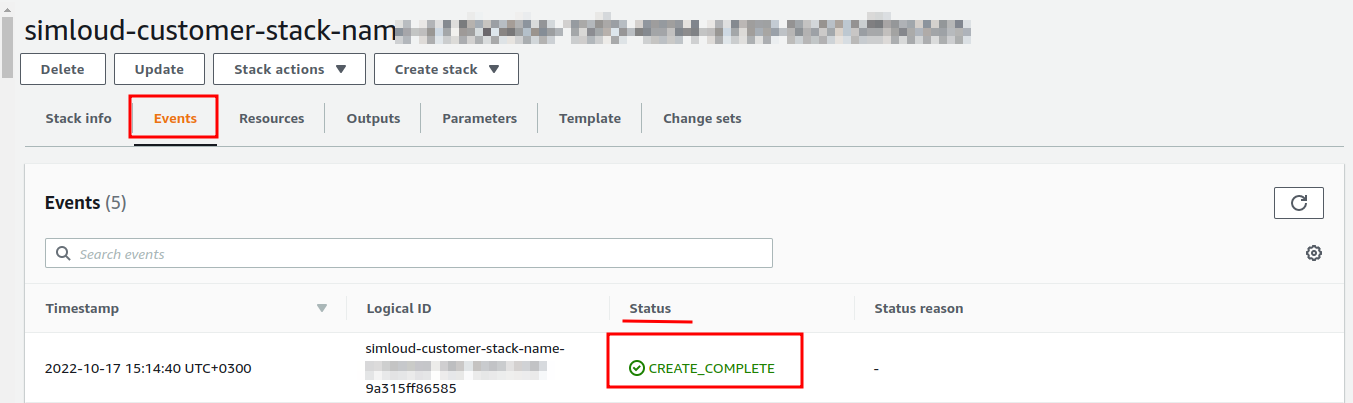 simloud-customer-stack-nam
Delete Update Stack actions Create stack
Stack info Events Resources Outputs Parameters Template Change sets
Events (5)
Search events
Timestamp Logical ID Status Status reason
simloud-customer-stack-name-
2022-10-17 15:14:40 UTC+0300 CREATE_COMPLETE -
9a315ff86585